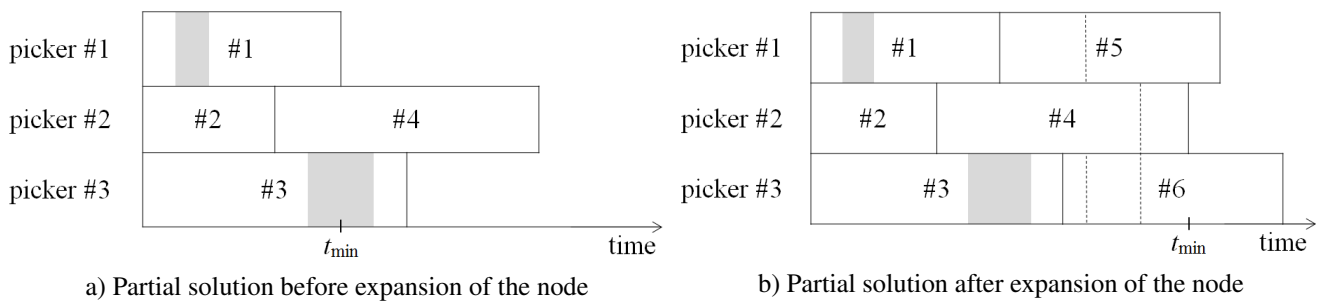 picker #1 #1
picker #2 #2 #4
picker #3 #3
t_min time
a) Partial solution before expansion of the node
picker #1 #1 #5
picker #2 #2 #4
picker #3 #3 #6
t_min time
b) Partial solution after expansion of the node